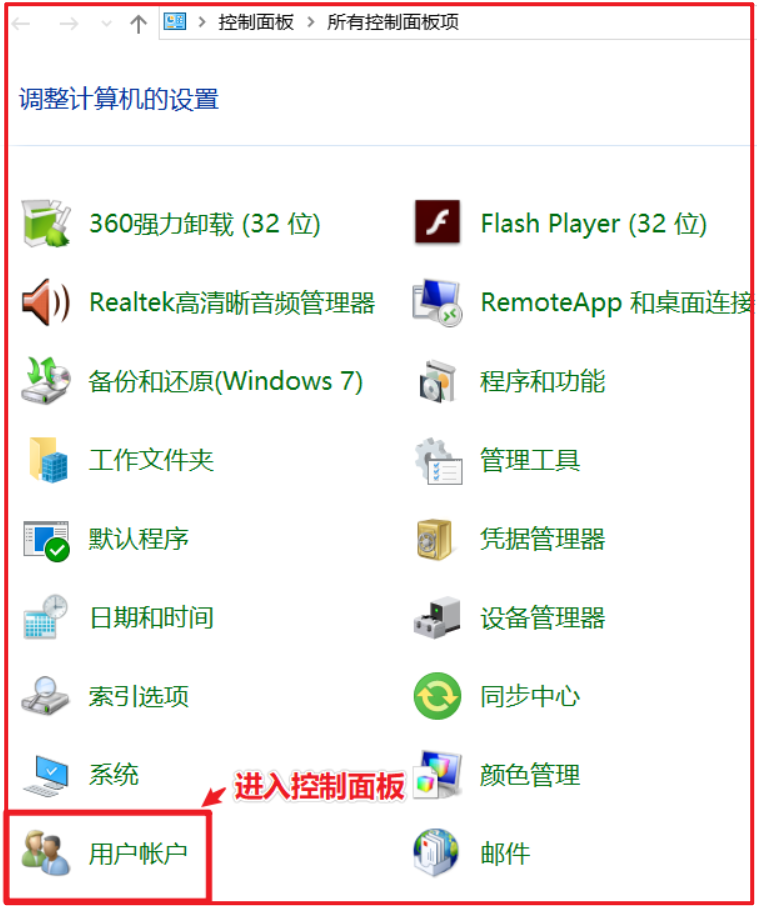 控制面板 > 所有控制面板项
调整计算机的设置
360强力卸载 (32 位)
Flash Player (32 位)
Realtek高清晰音频管理器
RemoteApp 和桌面连接
备份和还原(Windows 7)
程序和功能
工作文件夹
管理工具
默认程序
凭据管理器
日期和时间
设备管理器
索引选项
同步中心
系统
进入控制面板
颜色管理
用户帐户
邮件